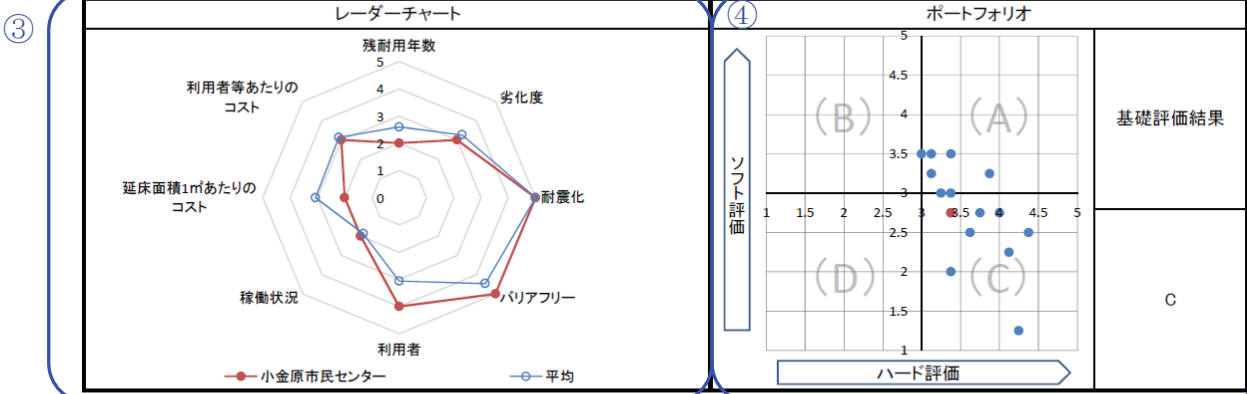 ③
レーダーチャート
残耐用年数
劣化度
耐震化
バリアフリー
利用者
稼働状況
延床面積1㎡あたりの
コスト
利用者等あたりの
コスト
5
4
3
2
1
0
小金原市民センター
平均
④
ポートフォリオ
ソフト評価
5
4.5
4
3.5
3
2.5
2
1.5
1
1 1.5 2 2.5 3 3.5 4 4.5 5
(B)
(A)
(D)
(C)
ハード評価
基礎評価結果
C